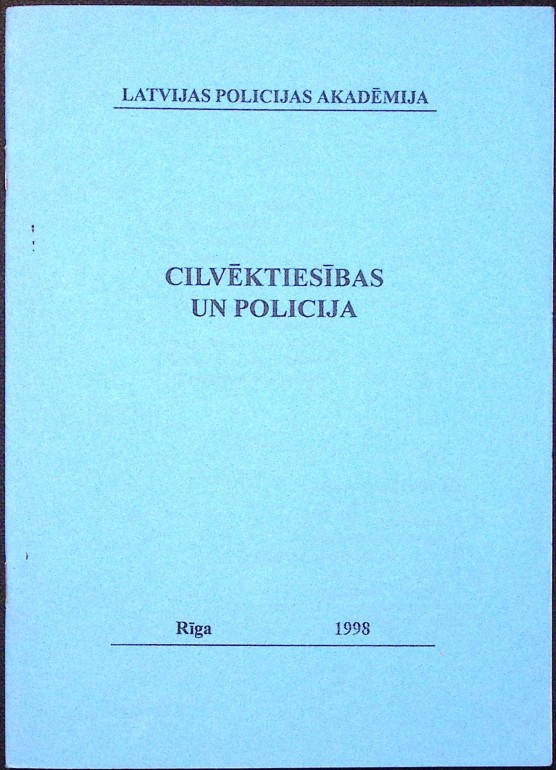 LATVIJAS POLICIJAS AKADĒMIJA
CILVĒKTIESĪBAS
UN POLICIJA
Rīga 1998